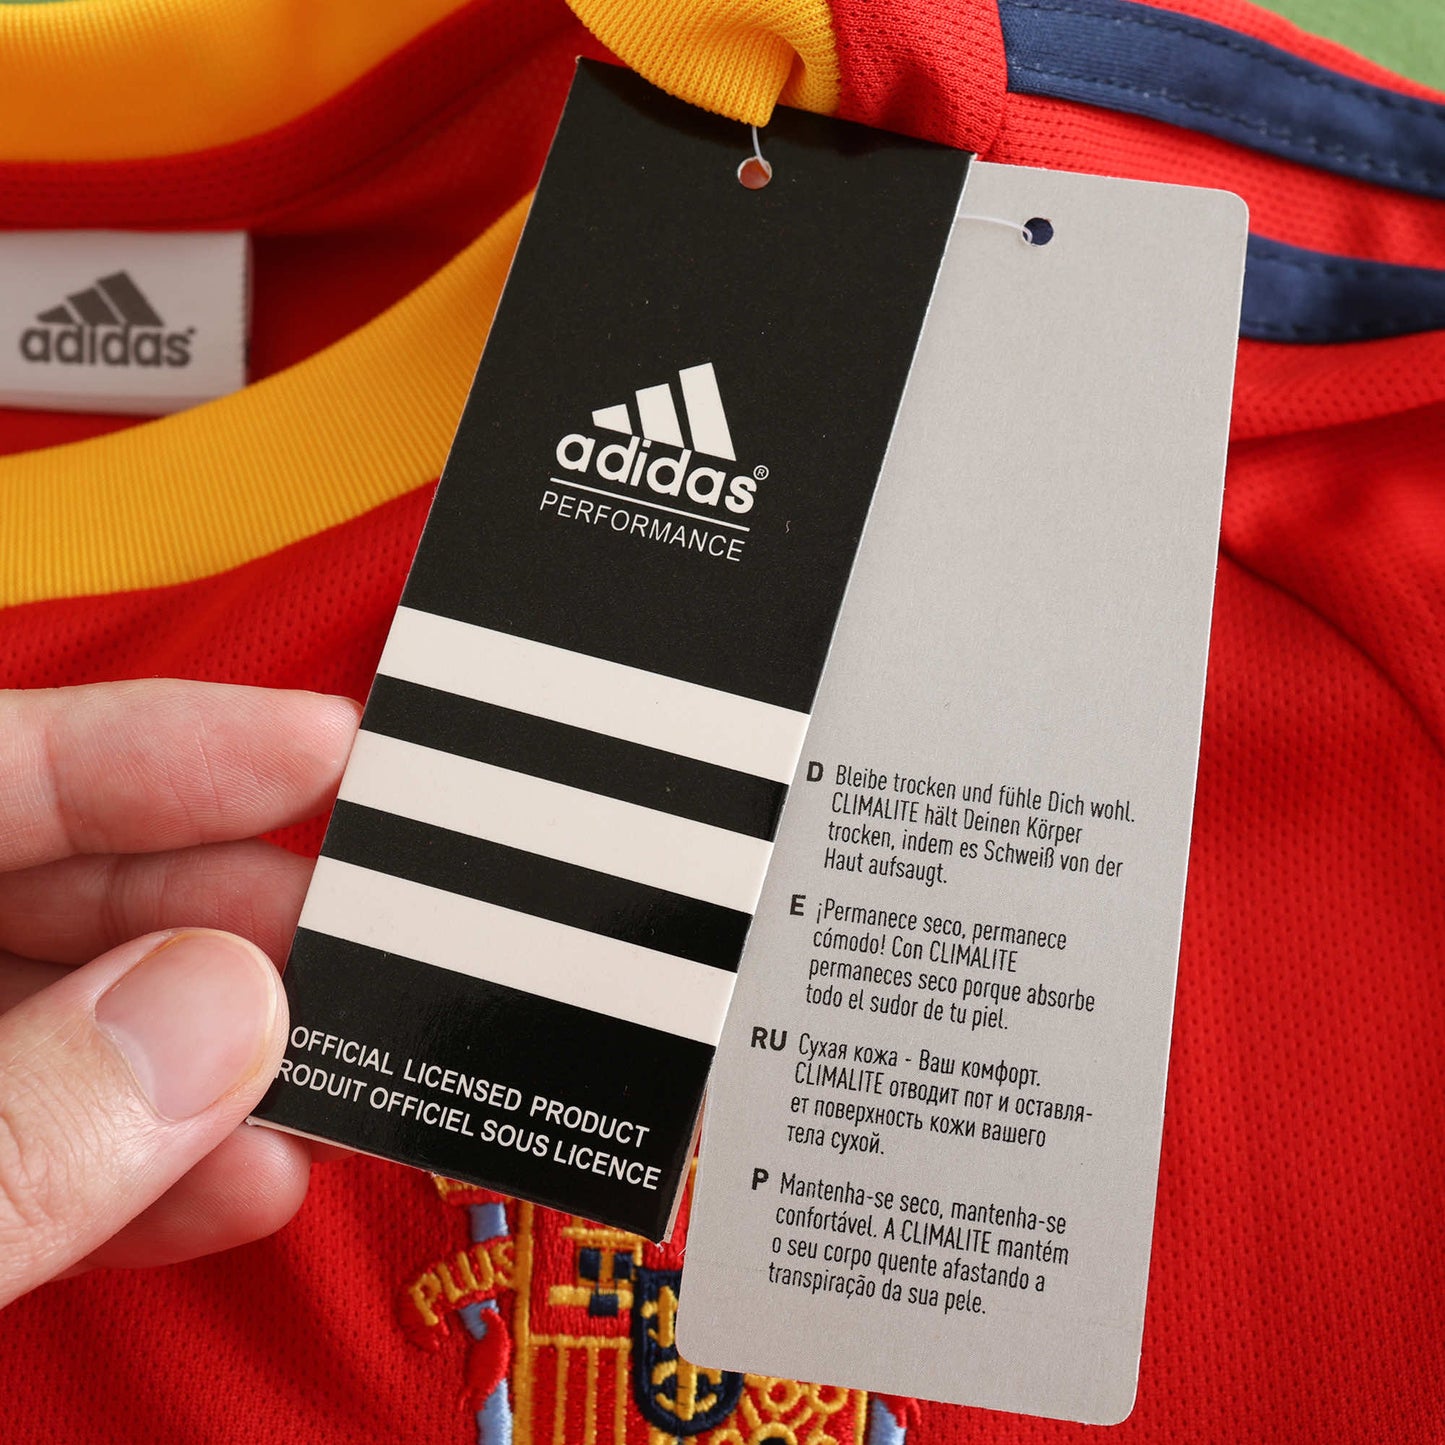 adidas
adidas®
PERFORMANCE
OFFICIAL LICENSED PRODUCT
RODUIT OFFICIEL SOUS LICENCE
D Bleibe trocken und fühle Dich wohl.
CLIMALITE hält Deinen Körper
trocken, indem es Schweiß von der
Haut aufsaugt.
E ¡Permanece seco, permanece
cómodo! Con CLIMALITE
permaneces seco porque absorbe
todo el sudor de tu piel.
RU Сухая кожа - Ваш комфорт.
CLIMALITE отводит пот и оставля-
ет поверхность кожи вашего
тела сухой.
P Mantenha-se seco, mantenha-se
confortável. A CLIMALITE mantém
o seu corpo quente afastando a
transpiração da sua pele.
PLUS